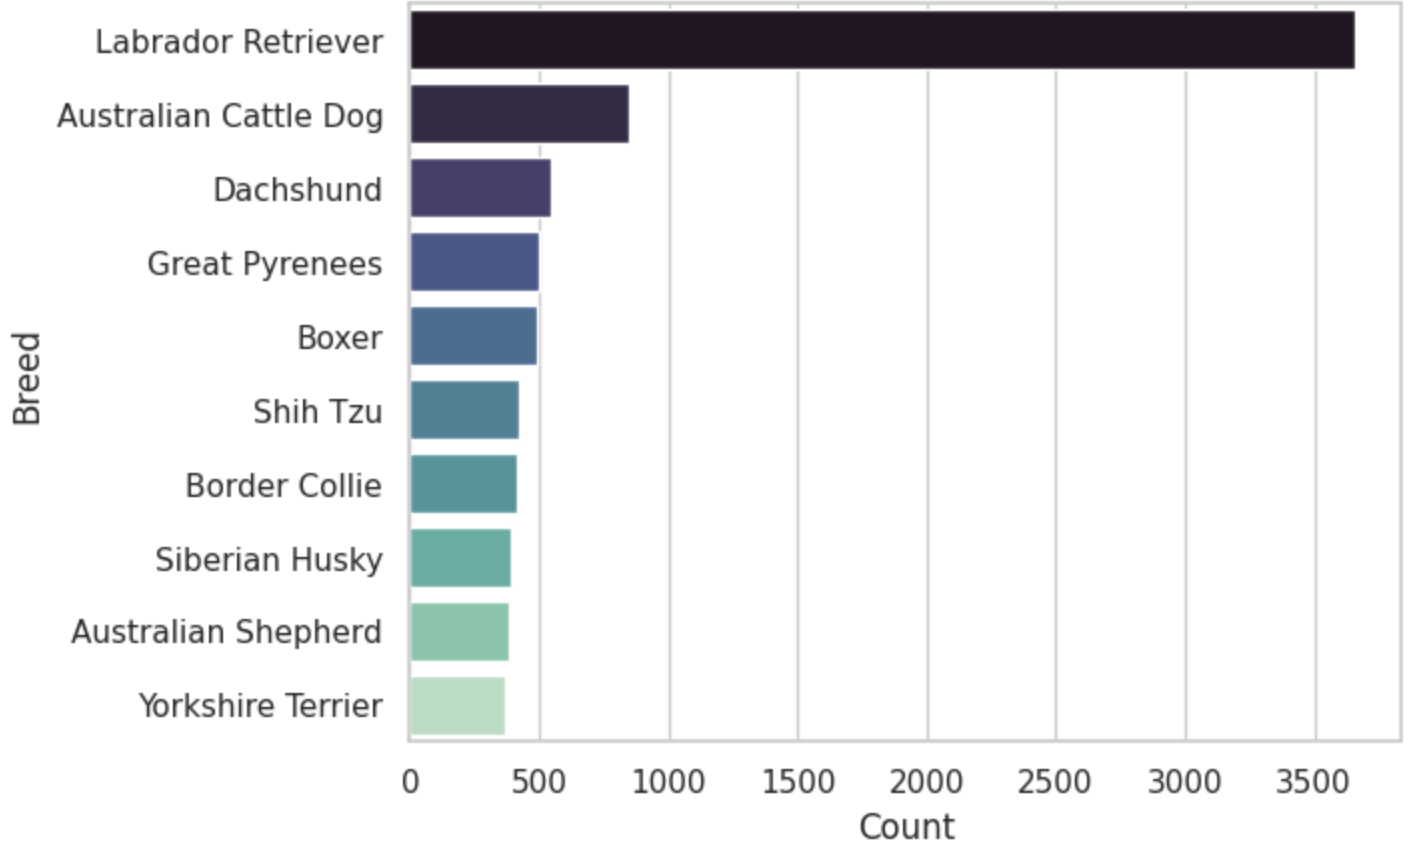 Labrador Retriever
Australian Cattle Dog
Dachshund
Great Pyrenees
Boxer
Shih Tzu
Border Collie
Siberian Husky
Australian Shepherd
Yorkshire Terrier
Breed
0 500 1000 1500 2000 2500 3000 3500
Count